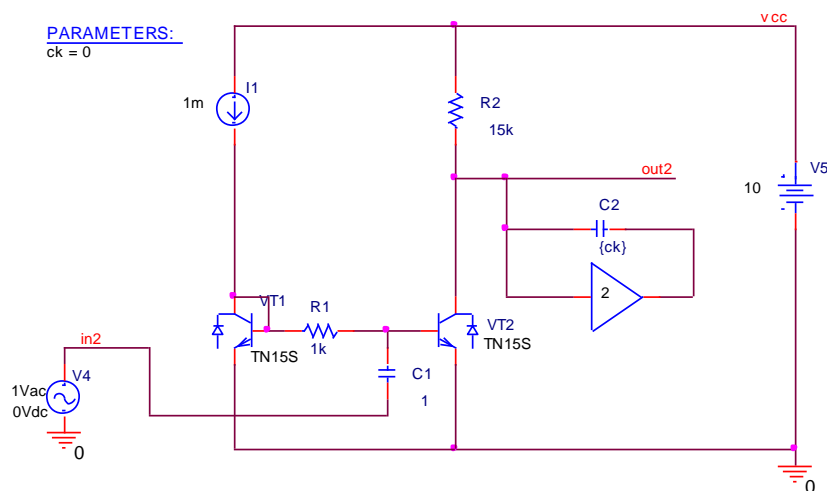 PARAMETERS:
ck = 0
vcc
I1
1m
R2
15k
out2
V5
10
C2
{ck}
2
VT1
R1
1k
TN15S
VT2
TN15S
in2
C1
1
V4
1Vac
0Vdc
0
0